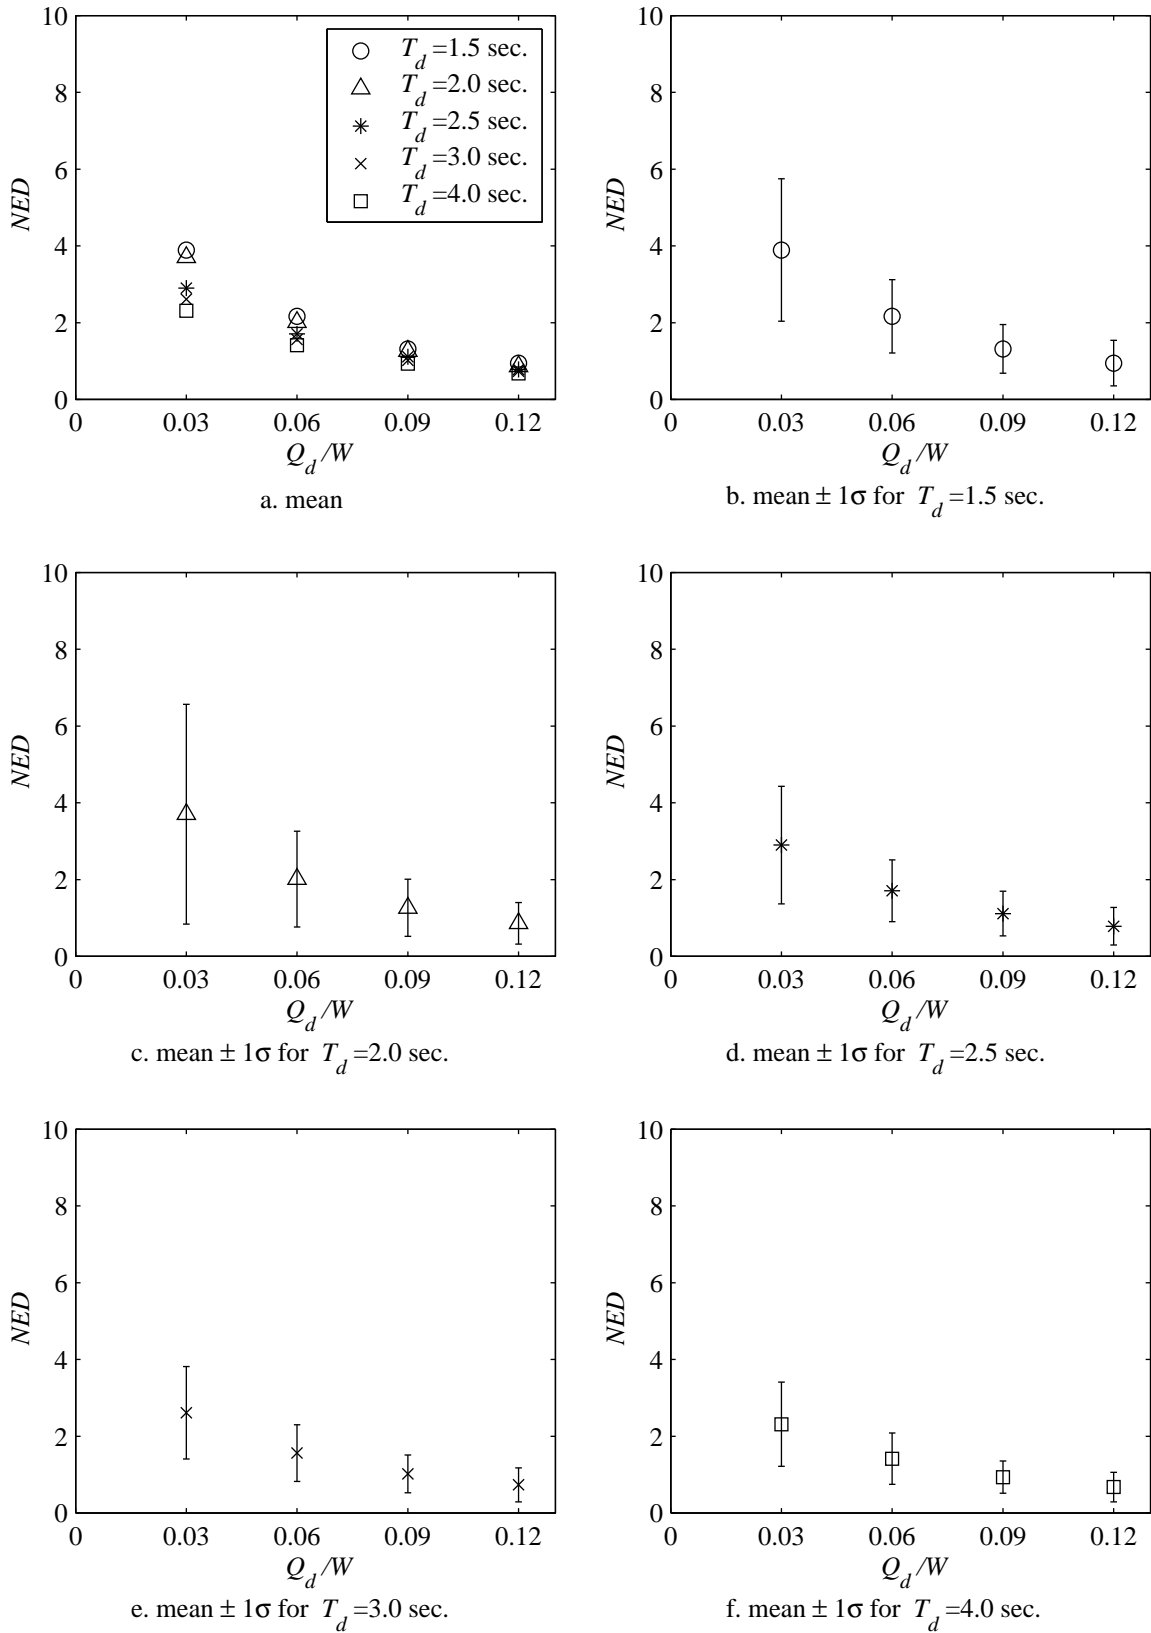 10
8
6
4
2
0
NED
T_d=1.5 sec.
T_d=2.0 sec.
T_d=2.5 sec.
T_d=3.0 sec.
T_d=4.0 sec.
0 0.03 0.06 0.09 0.12
Q_d/W
a. mean
10
8
6
4
2
0
NED
0 0.03 0.06 0.09 0.12
Q_d/W
b. mean ± 1σ for T_d=1.5 sec.
10
8
6
4
2
0
NED
0 0.03 0.06 0.09 0.12
Q_d/W
c. mean ± 1σ for T_d=2.0 sec.
10
8
6
4
2
0
NED
0 0.03 0.06 0.09 0.12
Q_d/W
d. mean ± 1σ for T_d=2.5 sec.
10
8
6
4
2
0
NED
0 0.03 0.06 0.09 0.12
Q_d/W
e. mean ± 1σ for T_d=3.0 sec.
10
8
6
4
2
0
NED
0 0.03 0.06 0.09 0.12
Q_d/W
f. mean ± 1σ for T_d=4.0 sec.